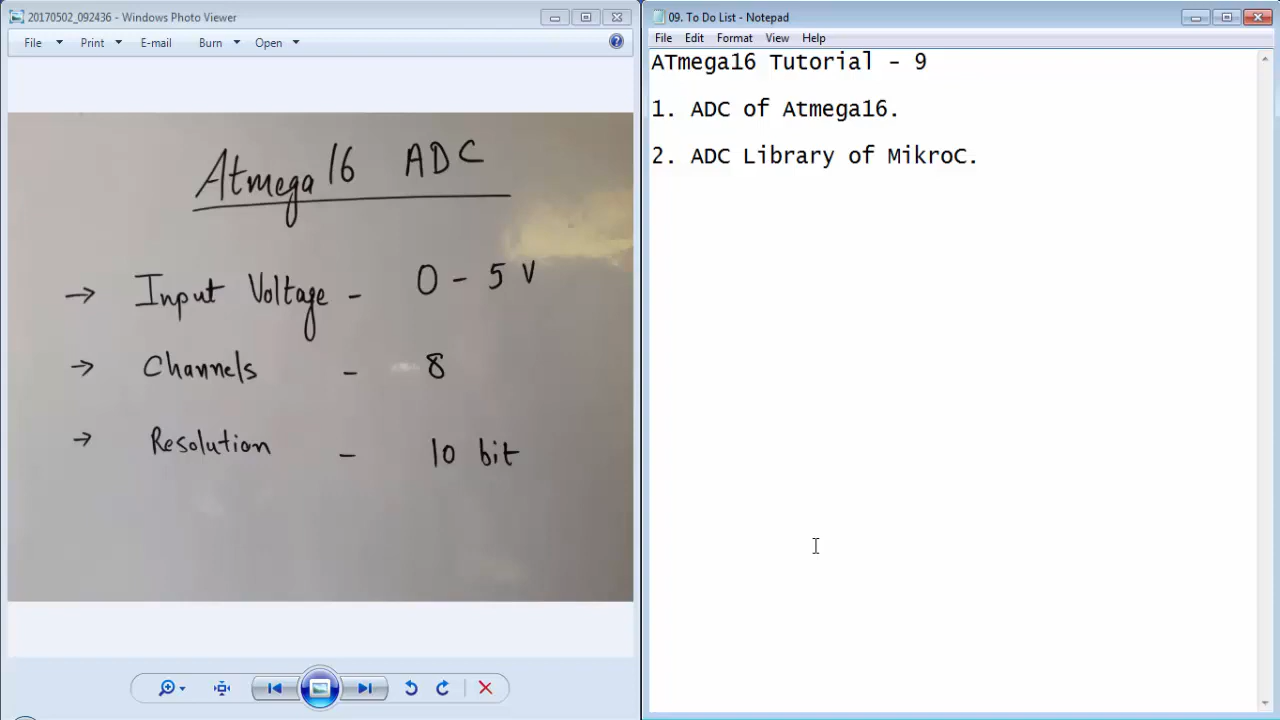 20170502_092436 - Windows Photo Viewer
File Print E-mail Burn Open
Atmega16 ADC
→ Input Voltage - 0 - 5 V
→ Channels - 8
→ Resolution - 10 bit
09. To Do List - Notepad
File Edit Format View Help
ATmega16 Tutorial - 9
1. ADC of Atmega16.
2. ADC Library of MikroC.